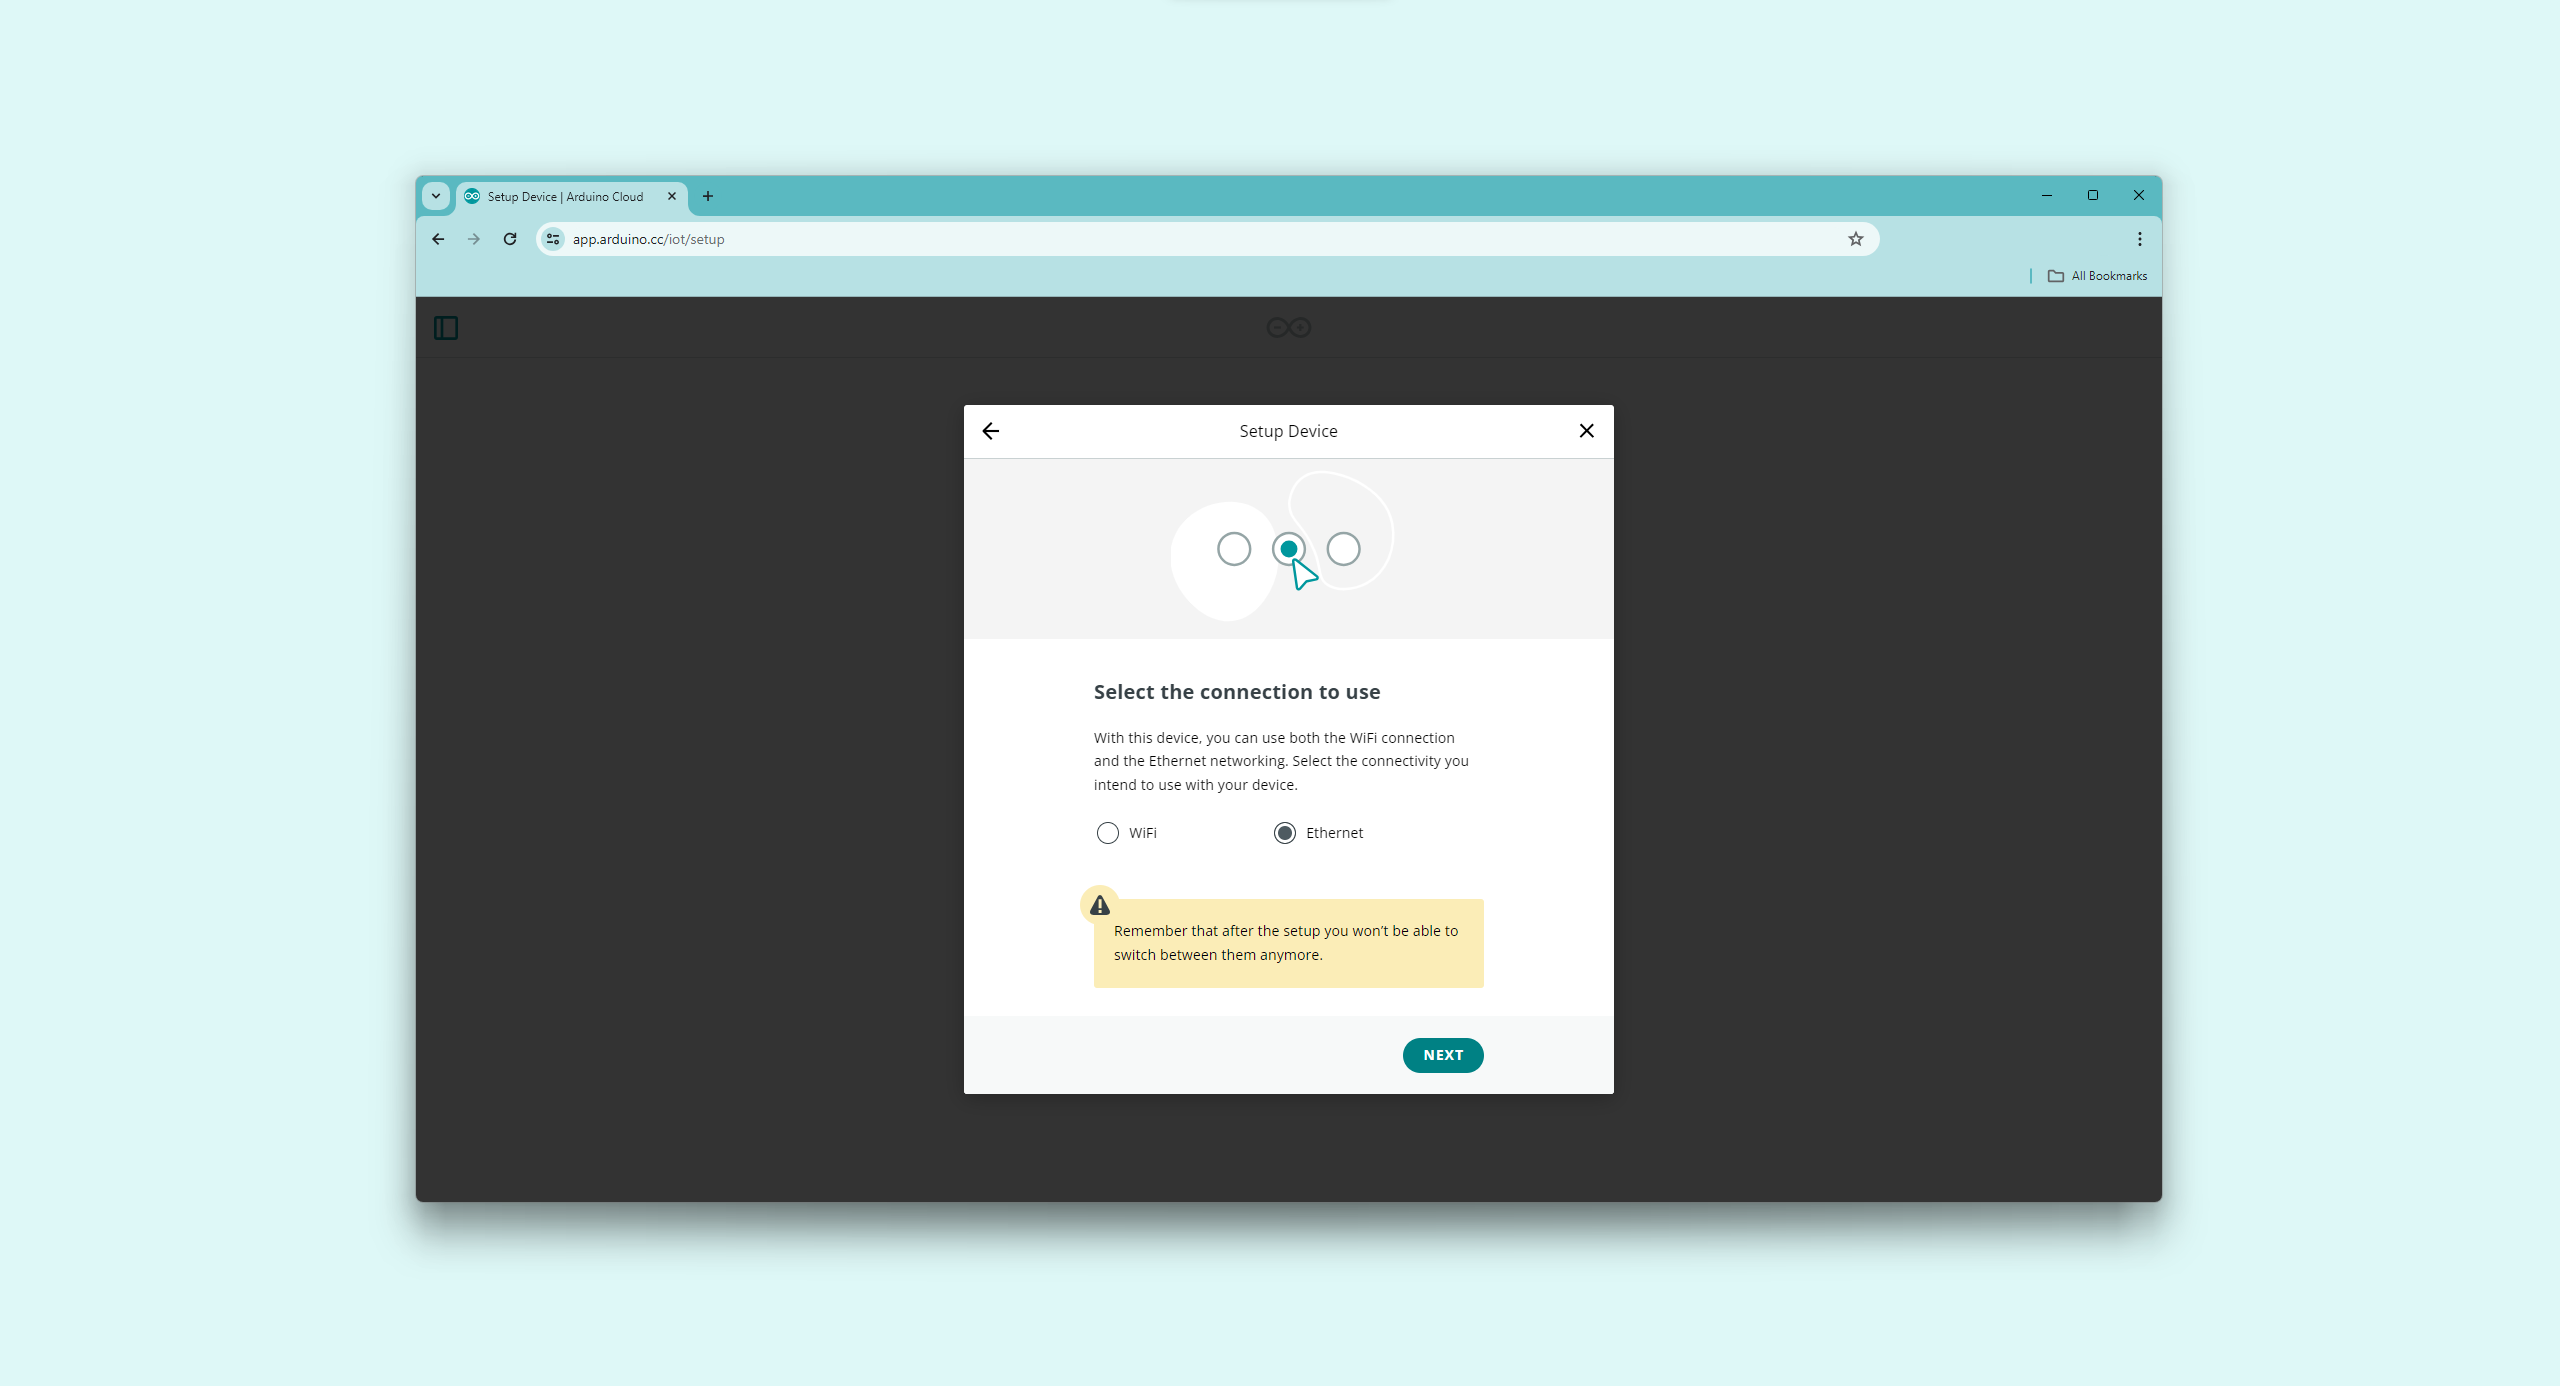 Setup Device | Arduino Cloud
app.arduino.cc/iot/setup
All Bookmarks
Setup Device
Select the connection to use
With this device, you can use both the WiFi connection
and the Ethernet networking. Select the connectivity you
intend to use with your device.
WiFi
Ethernet
Remember that after the setup you won't be able to
switch between them anymore.
NEXT